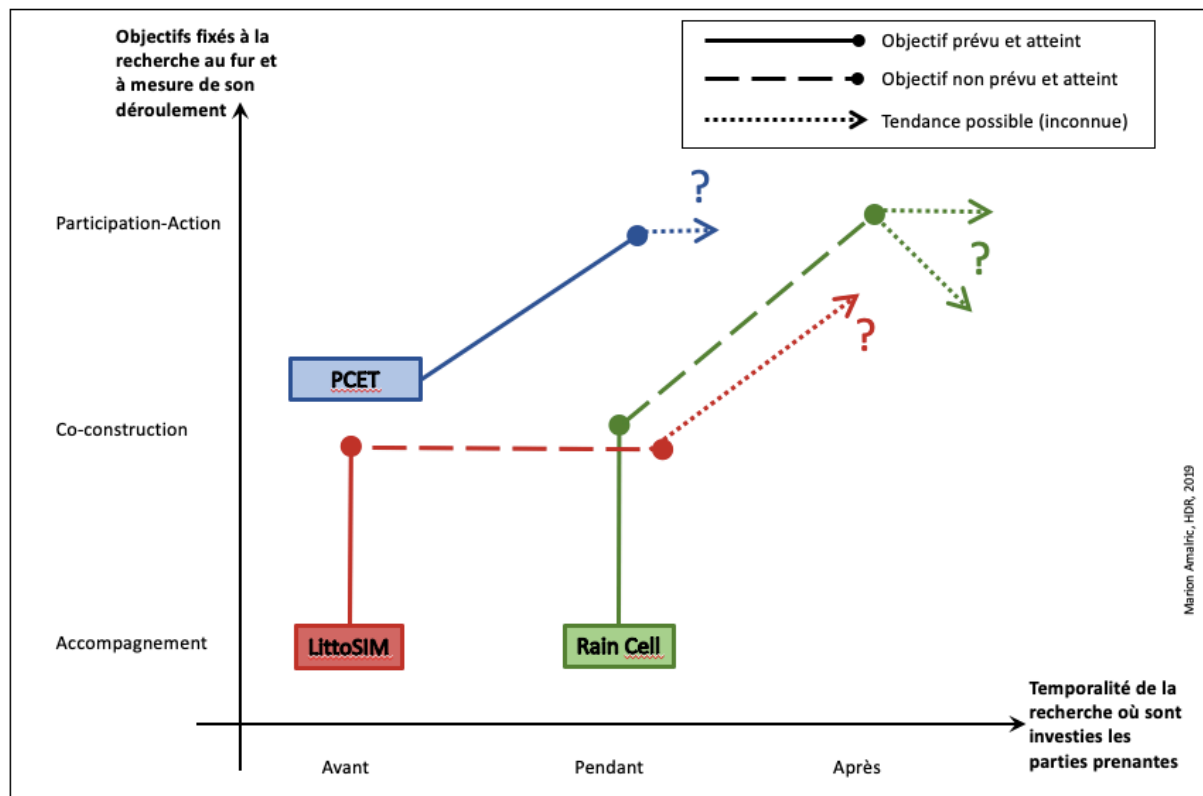 Objectifs fixés à la
recherche au fur et
à mesure de son
déroulement
Objectif prévu et atteint
Objectif non prévu et atteint
Tendance possible (inconnue)
?
Participation-Action
?
?
PCET
Co-construction
Accompagnement
LittoSIM
Rain Cell
Marion Amalric, HDR, 2019
Temporalité de la
recherche où sont
investies les
parties prenantes
Avant
Pendant
Après